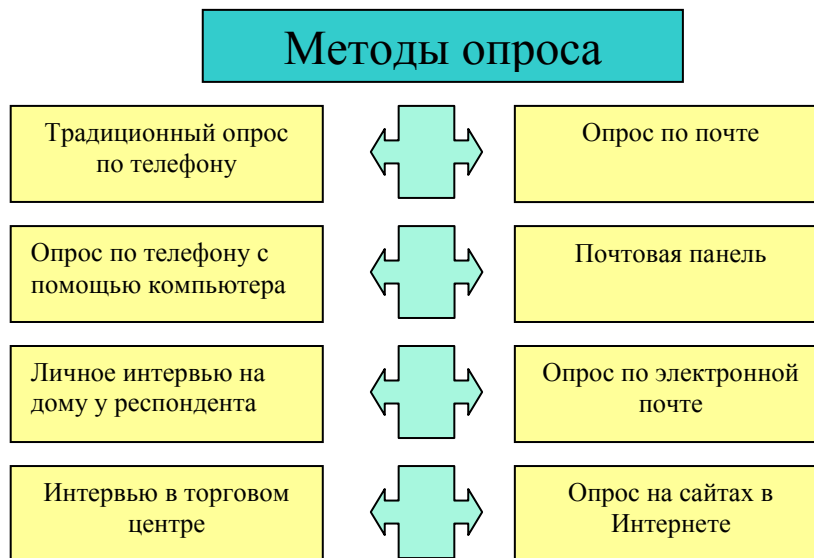 Методы опроса
Традиционный опрос
по телефону
Опрос по почте
Опрос по телефону с
помощью компьютера
Почтовая панель
Личное интервью на
дому у респондента
Опрос по электронной
почте
Интервью в торговом
центре
Опрос на сайтах в
Интернете